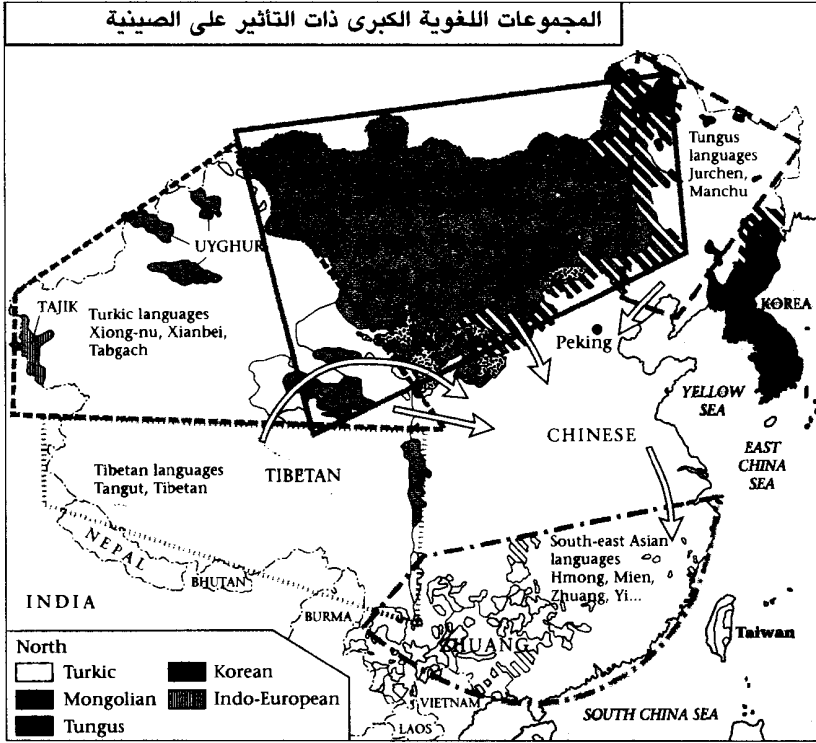 المجموعات اللغوية الكبرى ذات التأثير على الصينية
Tungus
languages
Jurchen,
Manchu
UYGHUR
TAJIK
Turkic languages
Xiong-nu, Xianbei,
Tabgach
KOREA
Peking
YELLOW
SEA
CHINESE
EAST
CHINA
SEA
Tibetan languages
Tangut, Tibetan
TIBETAN
South-east Asian
languages
Hmong, Mien,
Zhuang, Yi...
NEPAL
BHUTAN
INDIA
BURMA
ZHUANG
Taiwan
VIETNAM
LAOS
SOUTH CHINA SEA
North
Turkic
Mongolian
Tungus
Korean
Indo-European